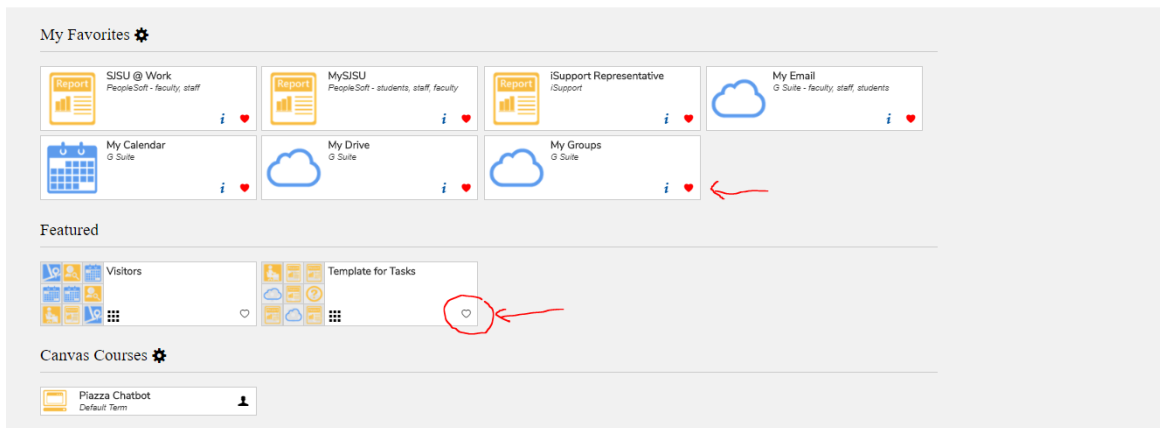 My Favorites
Report
SJSU @ Work
PeopleSoft - faculty, staff
i
Report
MySJSU
PeopleSoft - students, staff, faculty
i
Report
iSupport Representative
iSupport
i
My Email
G Suite - faculty, staff, students
i
My Calendar
G Suite
i
My Drive
G Suite
i
My Groups
G Suite
i
Featured
Visitors
Template for Tasks
?
Canvas Courses
Piazza Chatbot
Default Term